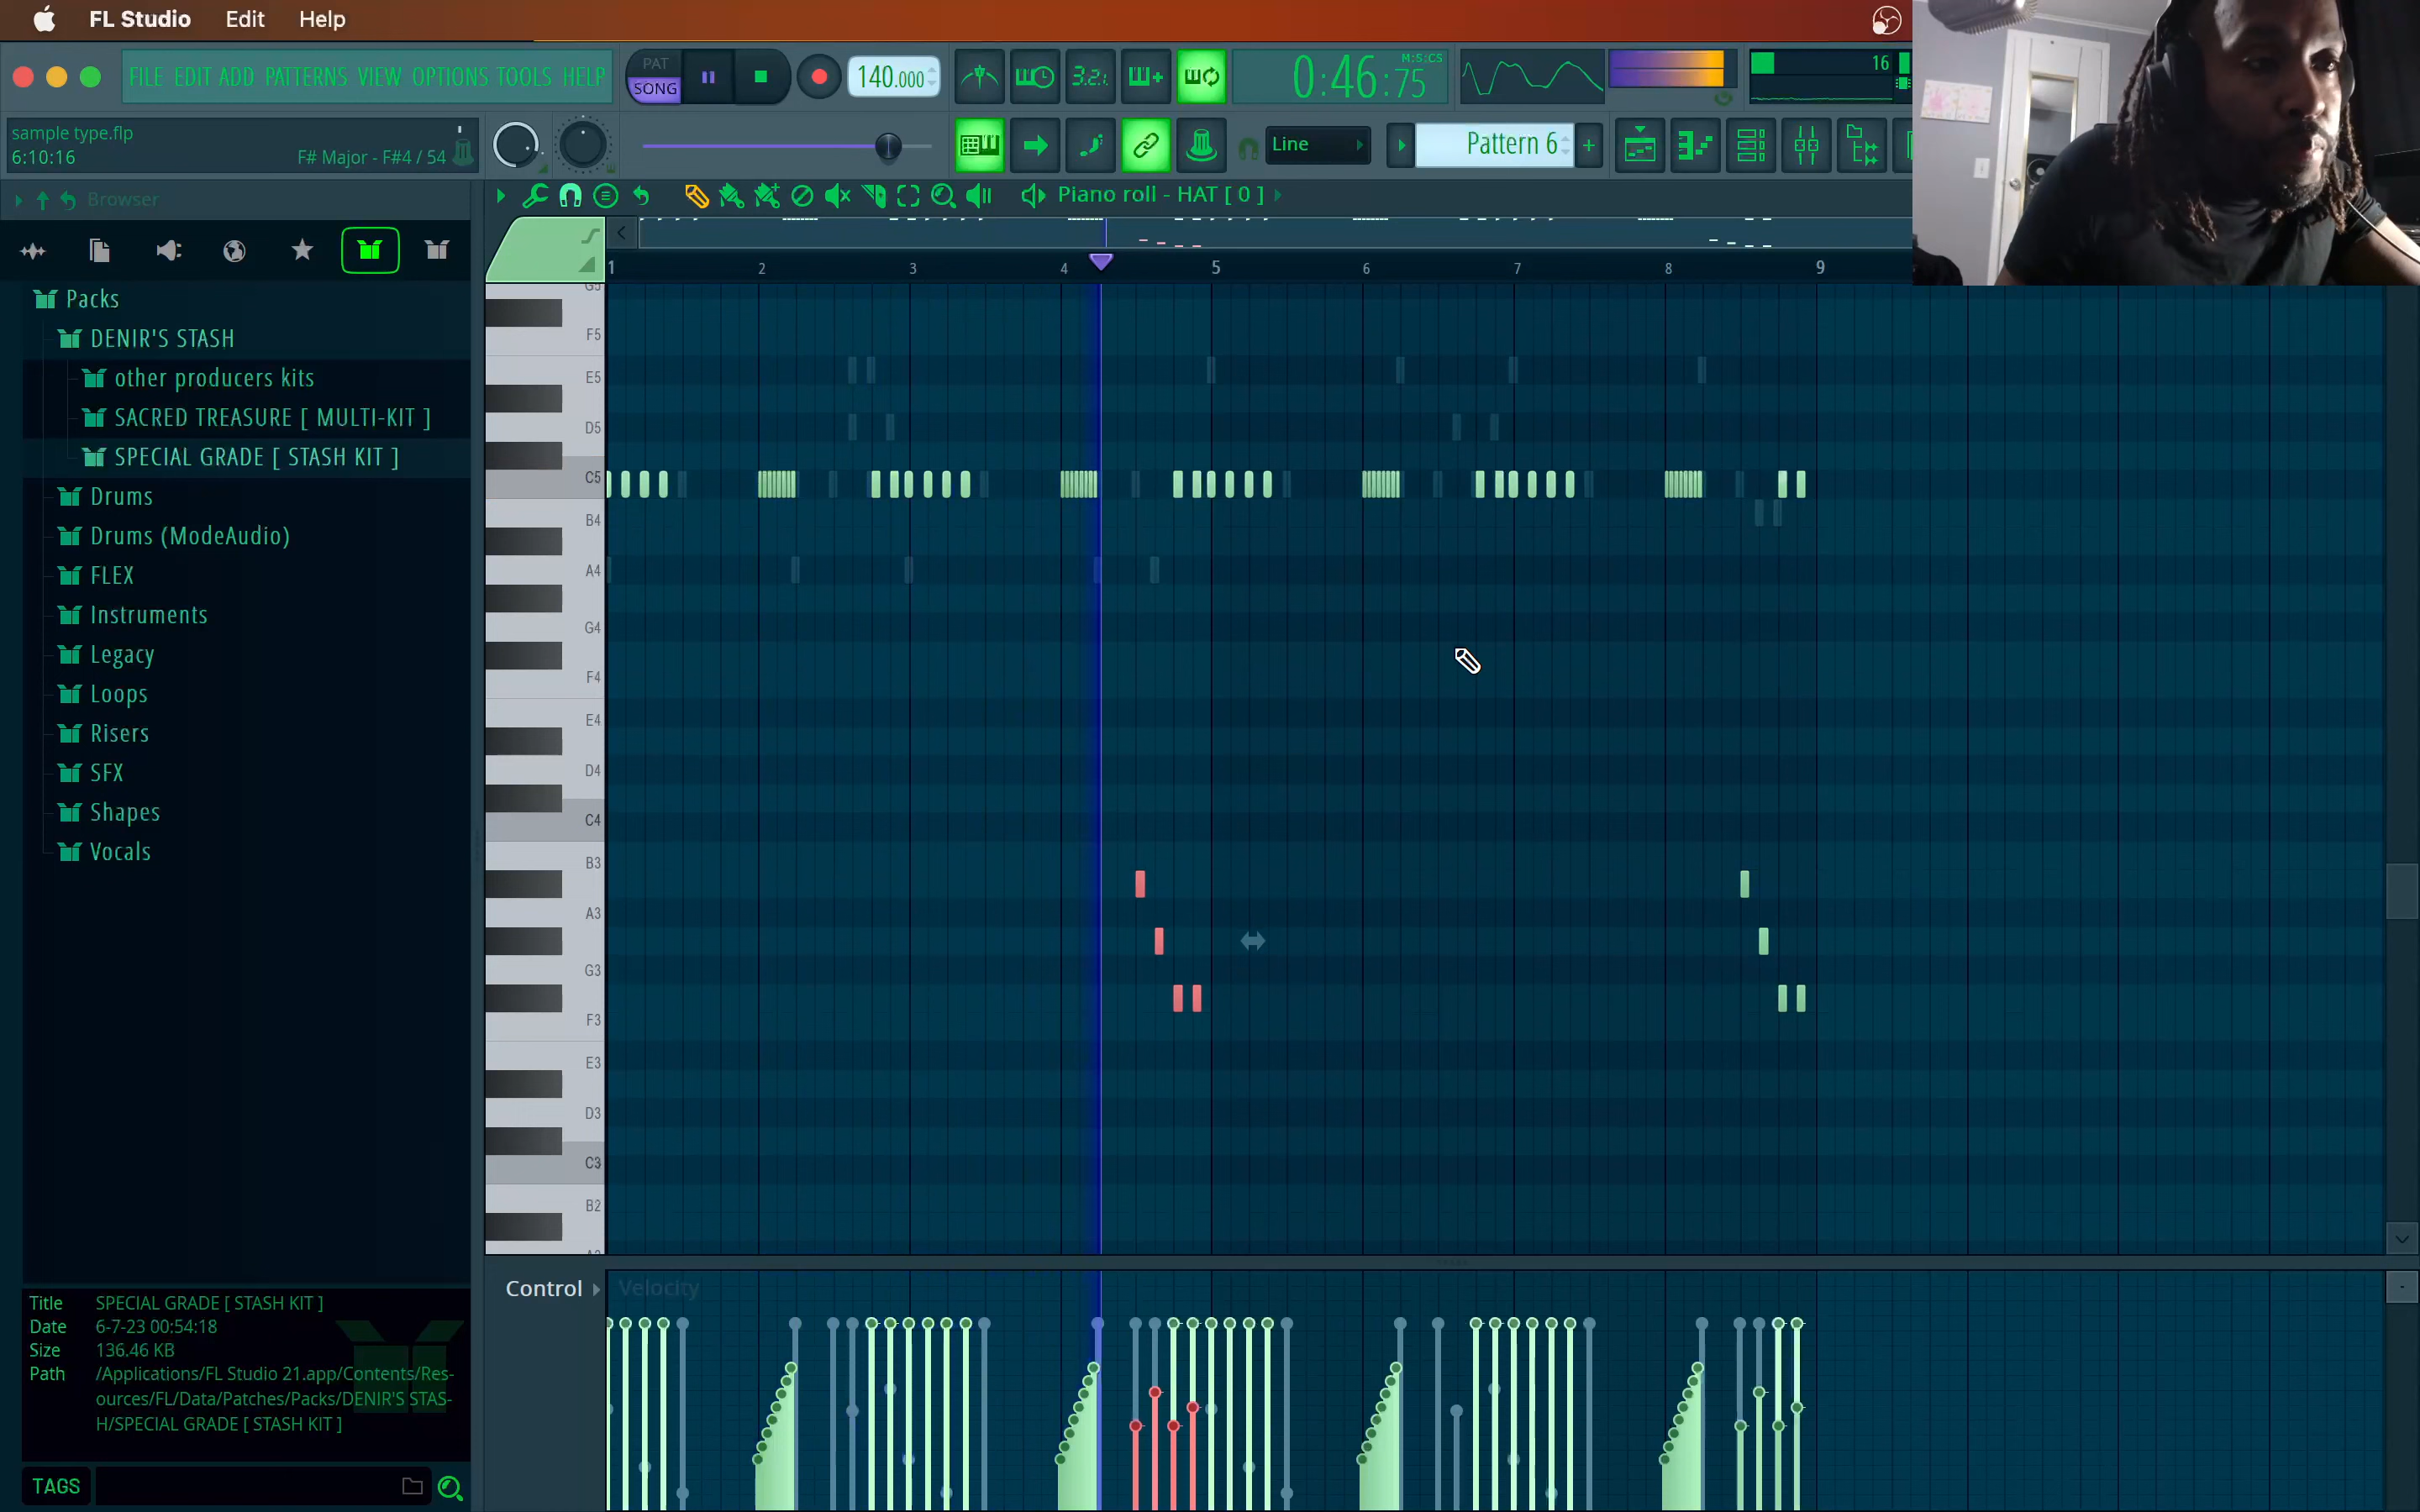 FL Studio Edit Help
FILE EDIT ADD PATTERNS VIEW OPTIONS TOOLS HELP
PAT
SONG
140.000
3.2.
M:S:CS
0:46:75
16
sample type.flp
6:10:16
F# Major - F#4 / 54
Line
Pattern 6
Browser
Piano roll - HAT [ 0 ]
1 2 3 4 5 6 7 8 9
Packs
DENIR'S STASH
other producers kits
SACRED TREASURE [ MULTI-KIT ]
SPECIAL GRADE [ STASH KIT ]
Drums
Drums (ModeAudio)
FLEX
Instruments
Legacy
Loops
Risers
SFX
Shapes
Vocals
G5
F5
E5
D5
C5
B4
A4
G4
F4
E4
D4
C4
B3
A3
G3
F3
E3
D3
C3
B2
A2
Control
Velocity
Title SPECIAL GRADE [ STASH KIT ]
Date 6-7-23 00:54:18
Size 136.46 KB
Path /Applications/FL Studio 21.app/Contents/Res-
ources/FL/Data/Patches/Packs/DENIR'S STAS-
H/SPECIAL GRADE [ STASH KIT ]
TAGS